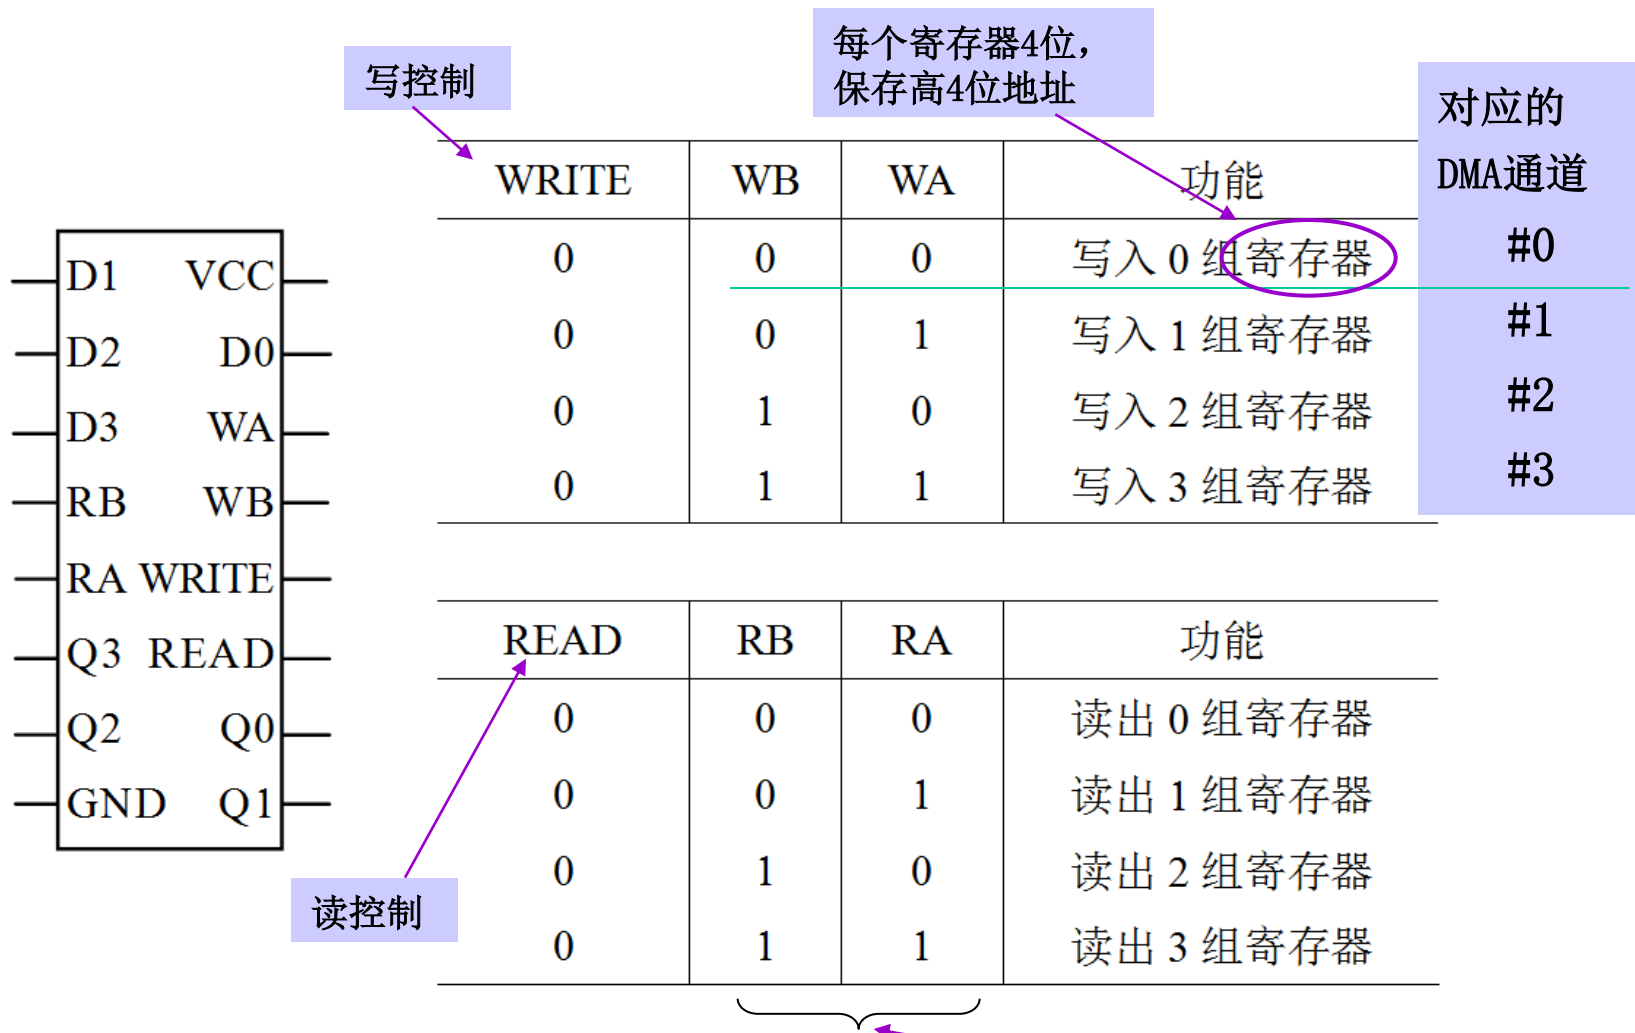 写控制
每个寄存器4位，
保存高4位地址
对应的
DMA通道
#0
#1
#2
#3
WRITE WB WA 功能
0 0 0 写入 0 组寄存器
0 0 1 写入 1 组寄存器
0 1 0 写入 2 组寄存器
0 1 1 写入 3 组寄存器
D1 VCC
D2 D0
D3 WA
RB WB
RA WRITE
Q3 READ
Q2 Q0
GND Q1
READ RB RA 功能
0 0 0 读出 0 组寄存器
0 0 1 读出 1 组寄存器
0 1 0 读出 2 组寄存器
0 1 1 读出 3 组寄存器
读控制